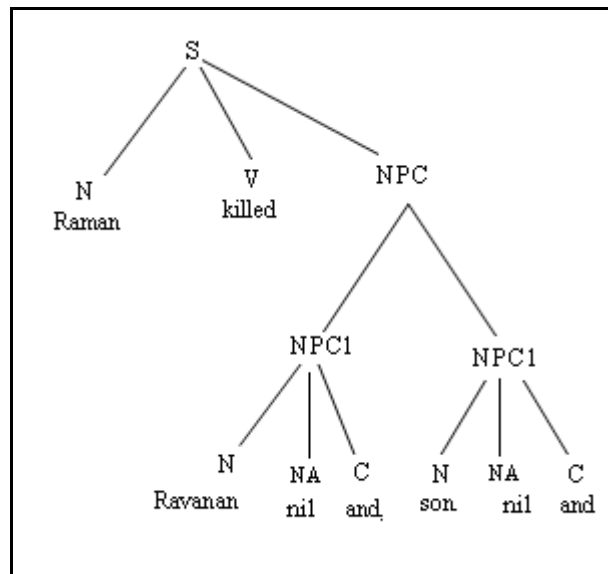 S
N V NPC
Raman killed
NPC1 NPC1
N NA C N NA C
Ravanan nil and, son nil and